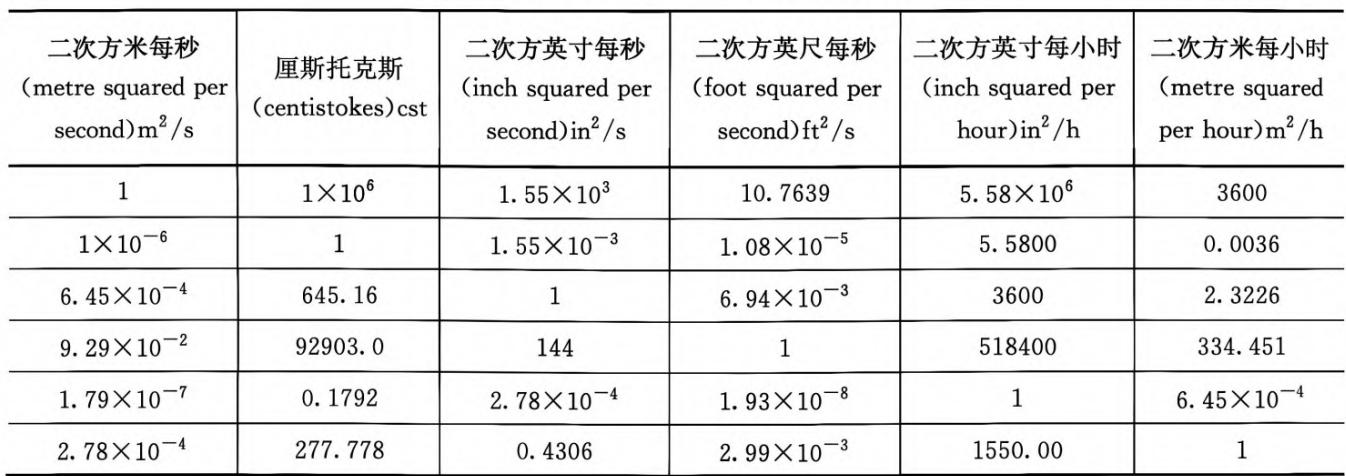 二次方米每秒 (metre squared per second)m²/s | 厘斯托克斯 (centistokes)cst | 二次方英寸每秒 (inch squared per second)in²/s | 二次方英尺每秒 (foot squared per second)ft²/s | 二次方英寸每小时 (inch squared per hour)in²/h | 二次方米每小时 (metre squared per hour)m²/h
1 | 1×10⁶ | 1.55×10³ | 10.7639 | 5.58×10⁶ | 3600
1×10⁻⁶ | 1 | 1.55×10⁻³ | 1.08×10⁻⁵ | 5.5800 | 0.0036
6.45×10⁻⁴ | 645.16 | 1 | 6.94×10⁻³ | 3600 | 2.3226
9.29×10⁻² | 92903.0 | 144 | 1 | 518400 | 334.451
1.79×10⁻⁷ | 0.1792 | 2.78×10⁻⁴ | 1.93×10⁻⁸ | 1 | 6.45×10⁻⁴
2.78×10⁻⁴ | 277.778 | 0.4306 | 2.99×10⁻³ | 1550.00 | 1